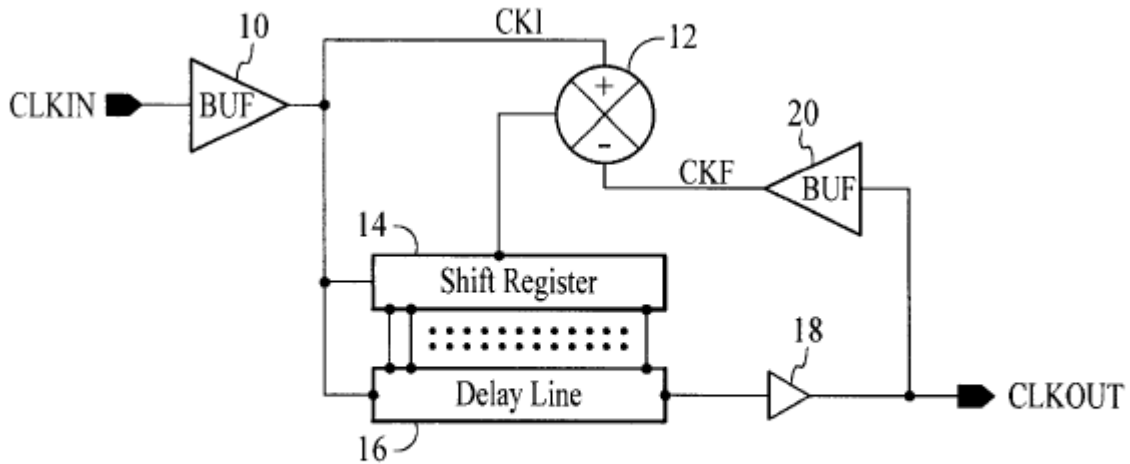 10
CKI
12
+
CLKIN
BUF
-
20
CKF
BUF
14
Shift Register
18
Delay Line
CLKOUT
16